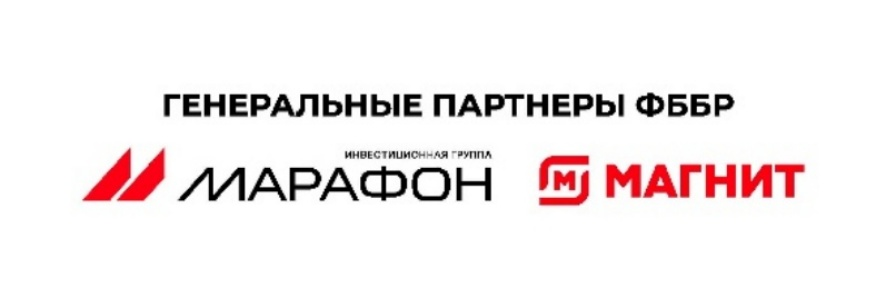 ГЕНЕРАЛЬНЫЕ ПАРТНЕРЫ ФББР
ИНВЕСТИЦИОННАЯ ГРУППА
МАРАФОН
М МАГНИТ